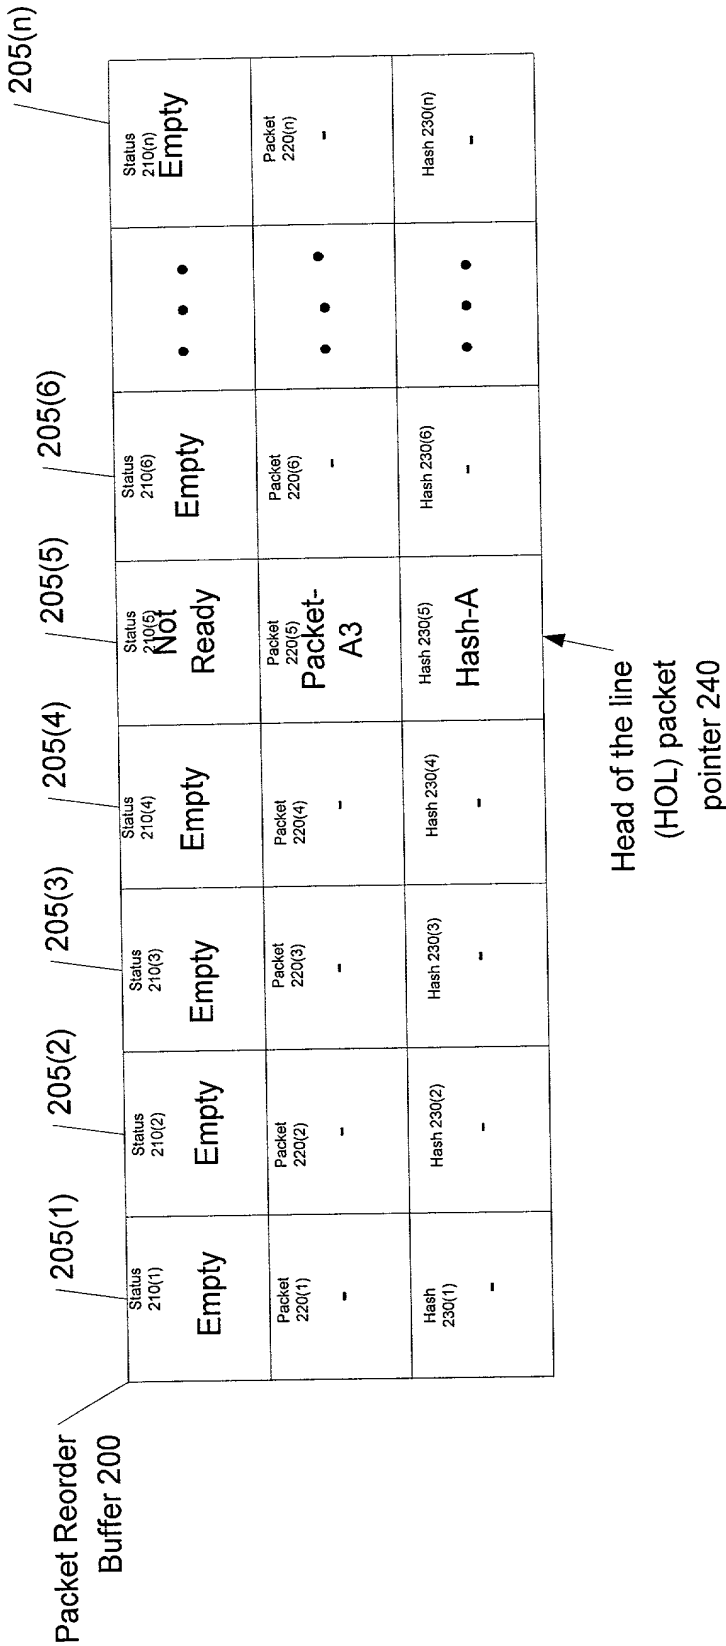 Packet Reorder
Buffer 200
205(1)
205(2)
205(3)
205(4)
205(5)
205(6)
205(n)
Status
210(1)
Empty
Status
210(2)
Empty
Status
210(3)
Empty
Status
210(4)
Empty
Status
210(5)
Not
Ready
Status
210(6)
Empty
• • •
Status
210(n)
Empty
Packet
220(1)
-
Packet
220(2)
-
Packet
220(3)
-
Packet
220(4)
-
Packet
220(5)
Packet-
A3
Packet
220(6)
-
• • •
Packet
220(n)
-
Hash
230(1)
-
Hash 230(2)
-
Hash 230(3)
-
Hash 230(4)
-
Hash 230(5)
Hash-A
Hash 230(6)
-
• • •
Hash 230(n)
-
Head of the line
(HOL) packet
pointer 240